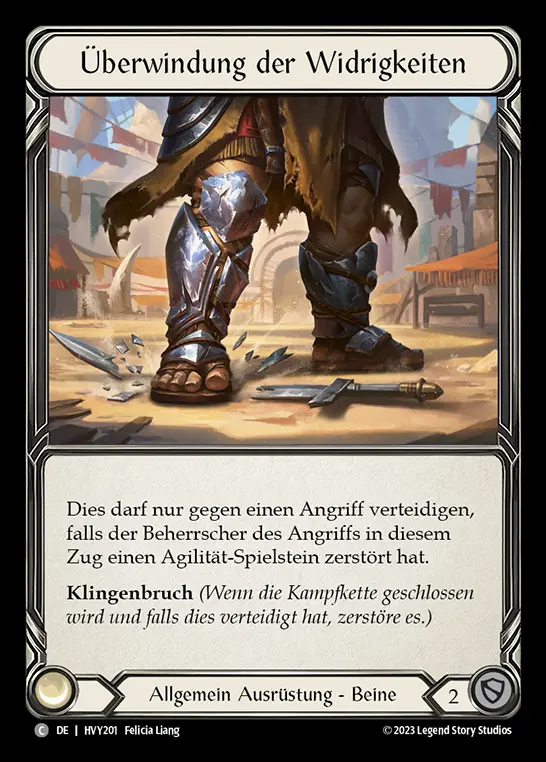 Überwindung der Widrigkeiten
Dies darf nur gegen einen Angriff verteidigen,
falls der Beherrscher des Angriffs in diesem
Zug einen Agilität-Spielstein zerstört hat.
Klingenbruch (Wenn die Kampfkette geschlossen
wird und falls dies verteidigt hat, zerstöre es.)
Allgemein Ausrüstung - Beine
2
C DE | HVY201 Felicia Liang
©2023 Legend Story Studios